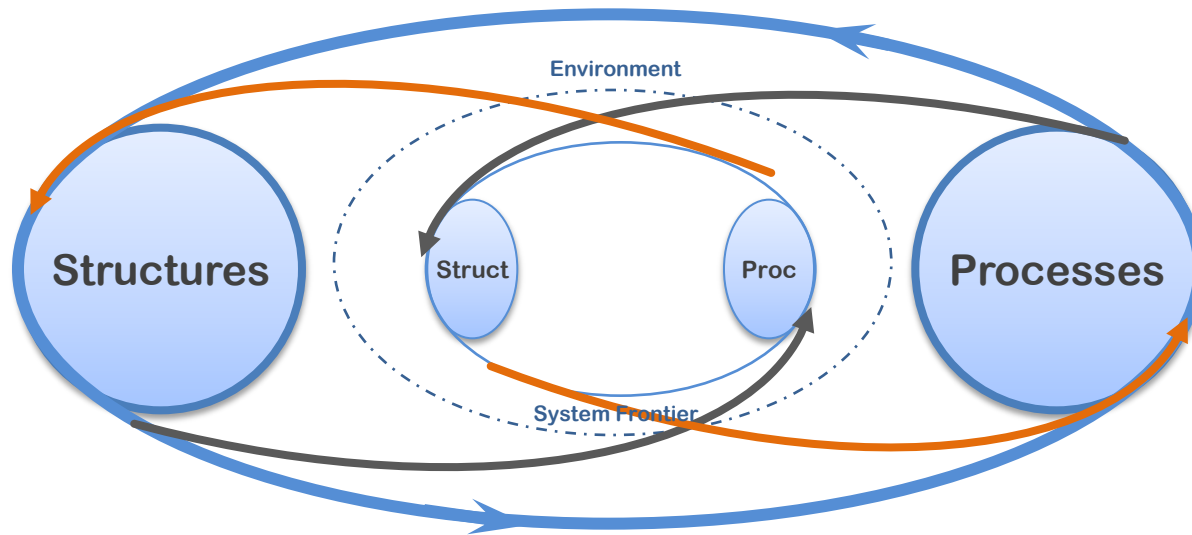 Environment
Structures
Struct
Proc
Processes
System Frontier